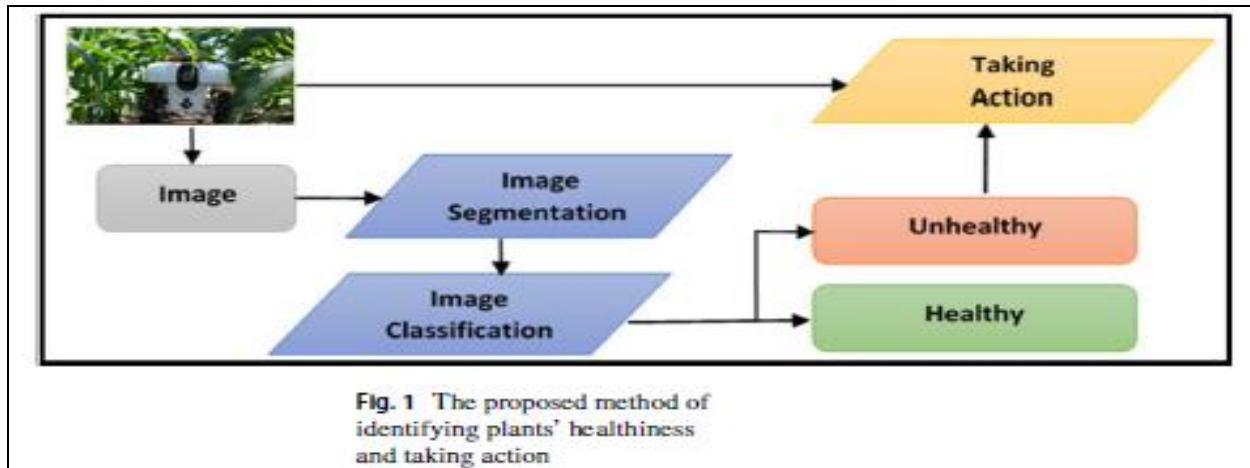 Taking
Action
Image
Image
Segmentation
Unhealthy
Image
Classification
Healthy
Fig. 1 The proposed method of
identifying plants' healthiness
and taking action